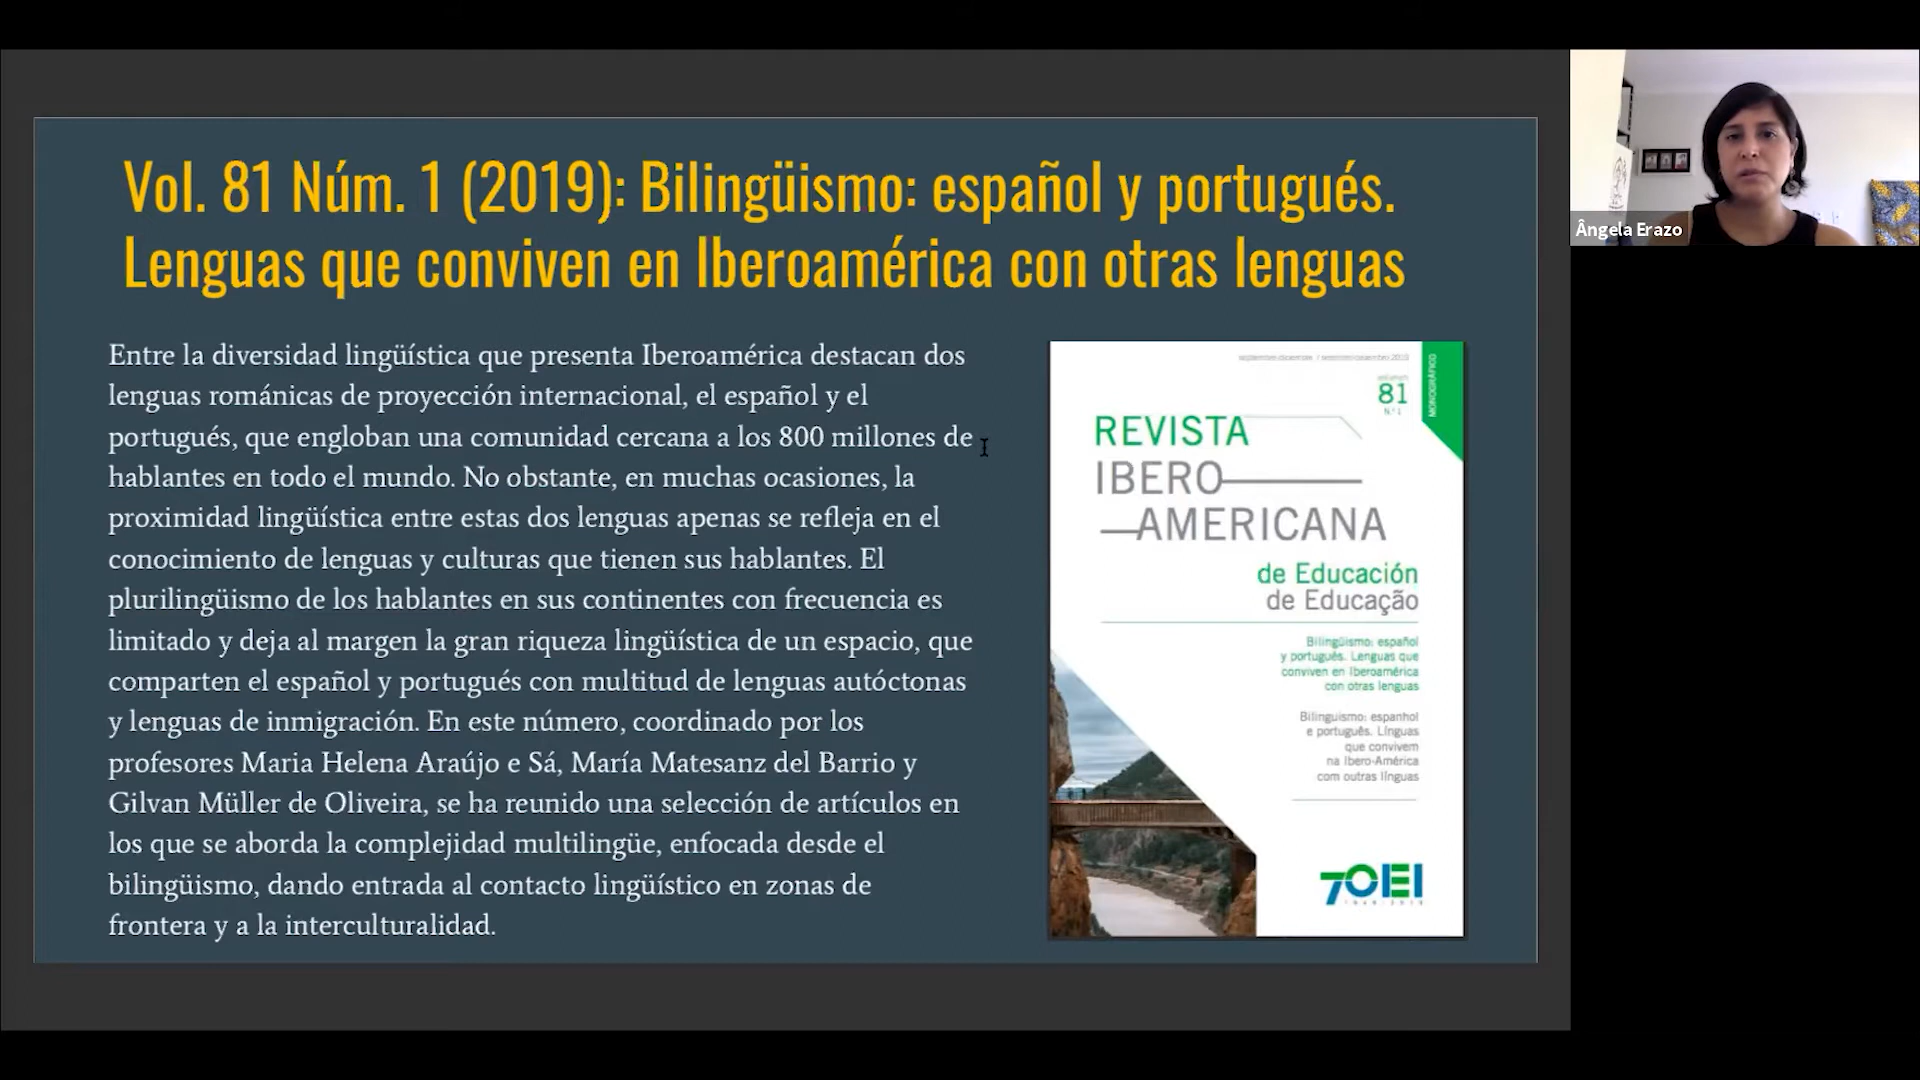 Vol. 81 Núm. 1 (2019): Bilingüismo: español y portugués.
Lenguas que conviven en Iberoamérica con otras lenguas
Entre la diversidad lingüística que presenta Iberoamérica destacan dos
lenguas románicas de proyección internacional, el español y el
portugués, que engloban una comunidad cercana a los 800 millones de
hablantes en todo el mundo. No obstante, en muchas ocasiones, la
proximidad lingüística entre estas dos lenguas apenas se refleja en el
conocimiento de lenguas y culturas que tienen sus hablantes. El
plurilingüismo de los hablantes en sus continentes con frecuencia es
limitado y deja al margen la gran riqueza lingüística de un espacio, que
comparten el español y portugués con multitud de lenguas autóctonas
y lenguas de inmigración. En este número, coordinado por los
profesores Maria Helena Araújo e Sá, María Matesanz del Barrio y
Gilvan Müller de Oliveira, se ha reunido una selección de artículos en
los que se aborda la complejidad multilingüe, enfocada desde el
bilingüismo, dando entrada al contacto lingüístico en zonas de
frontera y a la interculturalidad.
volumen
81
N.º 1
MONOGRÁFICO
REVISTA
IBERO
AMERICANA
de Educación
de Educação
Bilingüismo: español
y portugués. Lenguas que
conviven en Iberoamérica
con otras lenguas
Bilinguismo: espanhol
e português. Línguas
que convivem
na Ibero-América
com outras línguas
70EI
Ângela Erazo